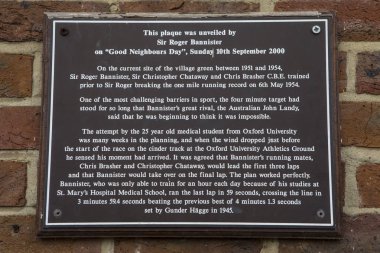 This plaque was unveiled by
Sir Roger Bannister
on "Good Neighbours Day", Sunday 10th September 2000
On the current site of the village green between 1951 and 1954,
Sir Roger Bannister, Sir Christopher Chataway and Chris Brasher C.B.E. trained
prior to Sir Roger breaking the one mile running record on 6th May 1954.
One of the most challenging barriers in sport, the four minute target had
stood for so long that Bannister's great rival, the Australian John Landy,
said that he was beginning to think it was impossible.
The attempt by the 25 year old medical student from Oxford University
was many weeks in the planning, and when the wind dropped just before
the start of the race on the cinder track at the Oxford University Athletics Ground
he sensed his moment had arrived. It was agreed that Bannister's running mates,
Chris Brasher and Christopher Chataway, would lead the first three laps
and that Bannister would take over on the final lap. The plan worked perfectly.
Bannister, who was only able to train for an hour each day because of his studies at
St. Mary's Hospital Medical School, ran the last lap in 59 seconds, crossing the line in
3 minutes 59.4 seconds beating the previous best of 4 minutes 1.3 seconds
set by Gunder Hägge in 1945.